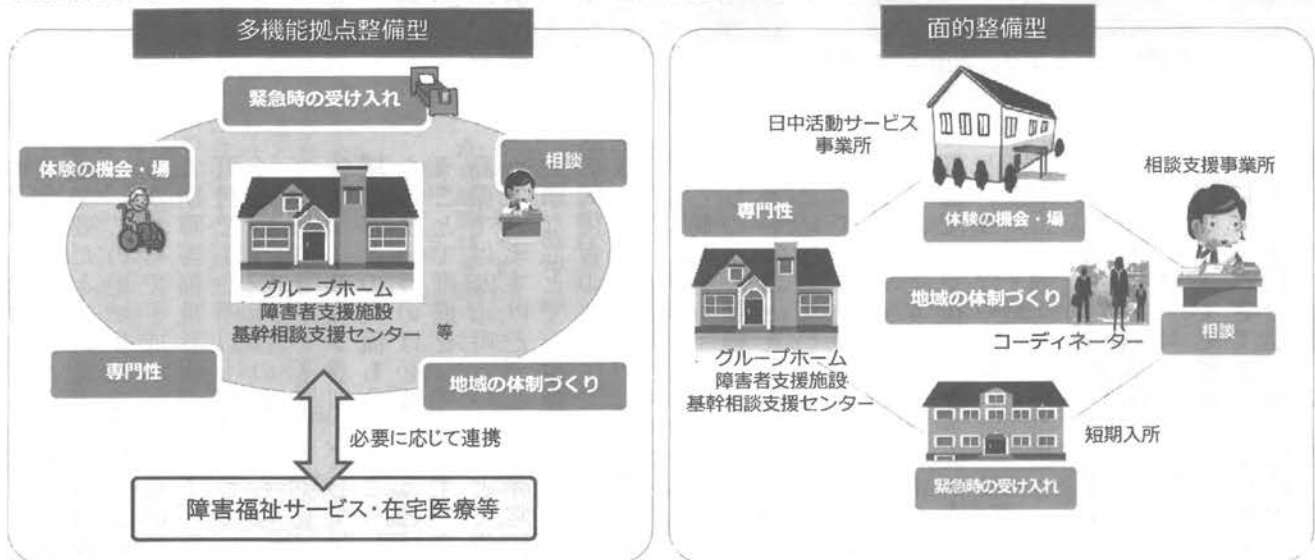 多機能拠点整備型
緊急時の受け入れ
体験の機会・場
相談
グループホーム
障害者支援施設
基幹相談支援センター 等
専門性
地域の体制づくり
必要に応じて連携
障害福祉サービス・在宅医療等
面的整備型
日中活動サービス
事業所
相談支援事業所
専門性
体験の機会・場
地域の体制づくり
コーディネーター
相談
グループホーム
障害者支援施設
基幹相談支援センター
短期入所
緊急時の受け入れ